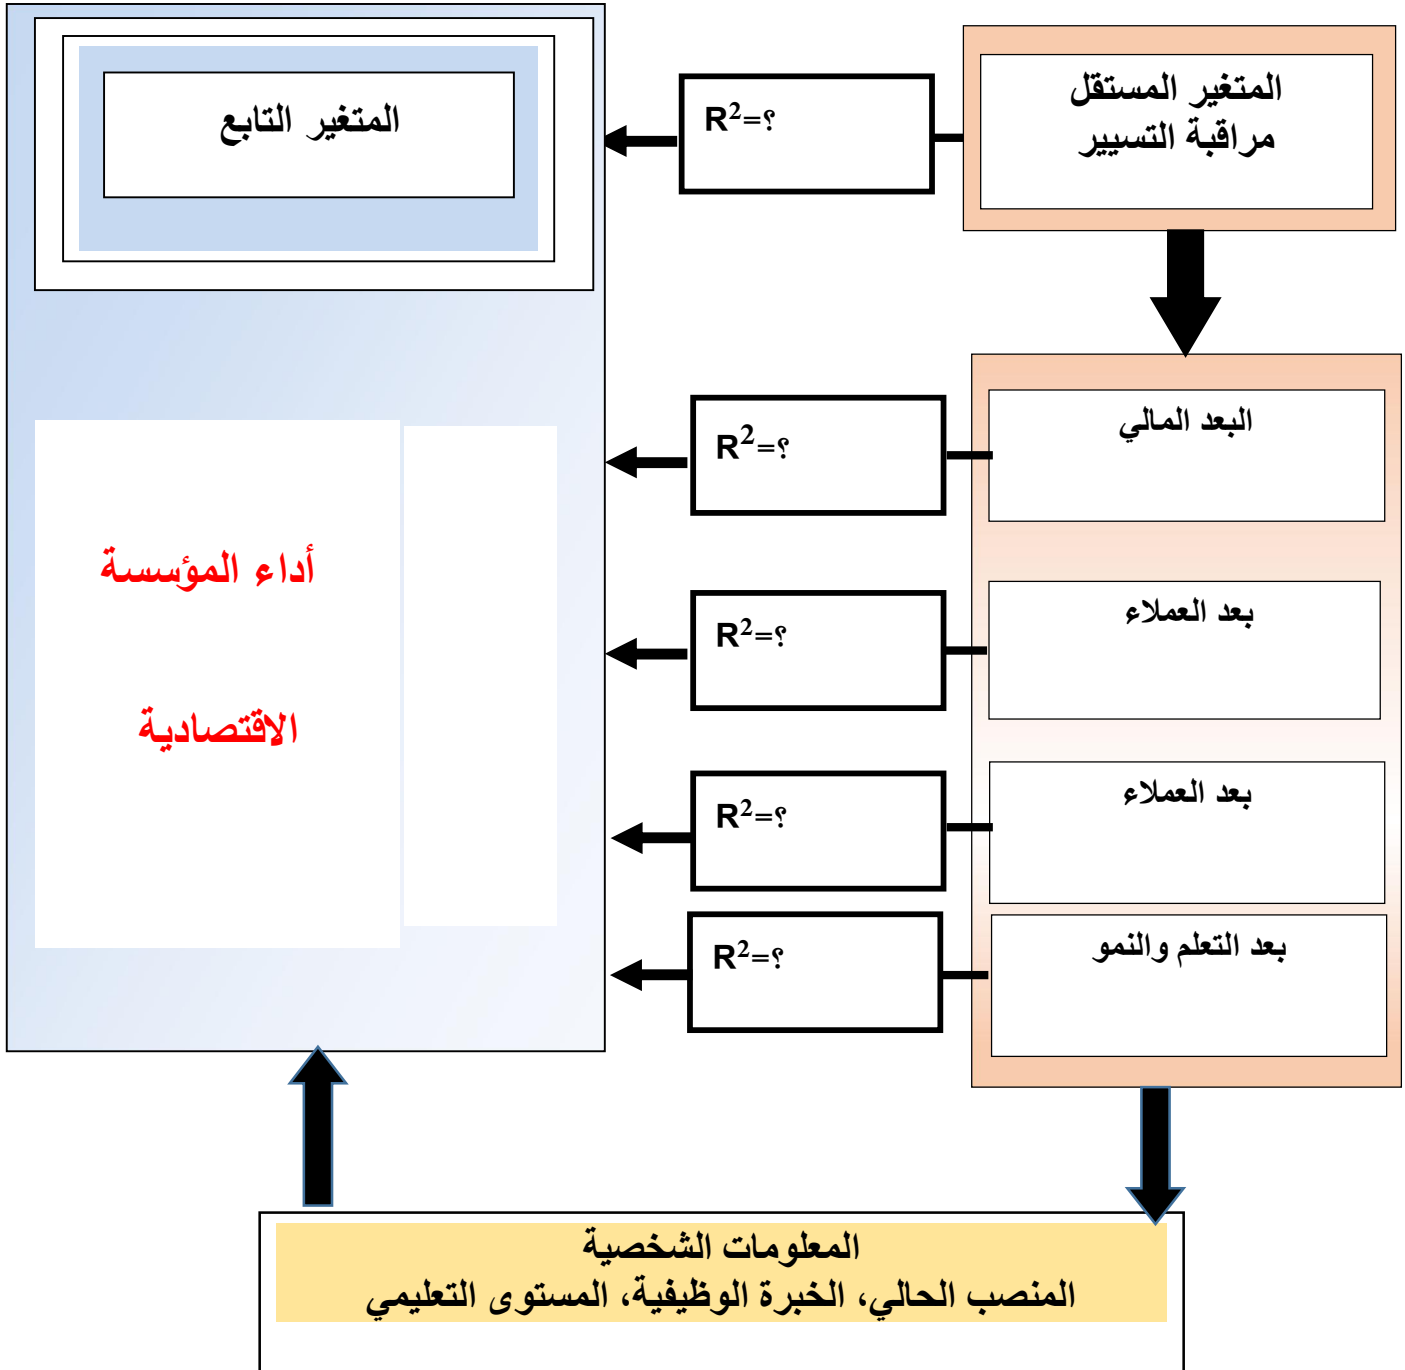 المتغير المستقل
مراقبة التسيير
R²=؟
المتغير التابع
البعد المالي
R²=؟
بعد العملاء
R²=؟
بعد العملاء
R²=؟
بعد التعلم والنمو
R²=؟
أداء المؤسسة
الاقتصادية
المعلومات الشخصية
المنصب الحالي، الخبرة الوظيفية، المستوى التعليمي